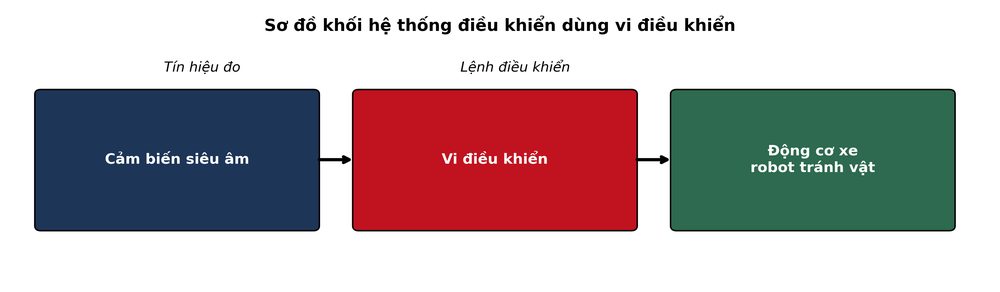 Sơ đồ khối hệ thống điều khiển dùng vi điều khiển
Tín hiệu đo
Lệnh điều khiển
Cảm biến siêu âm
Vi điều khiển
Động cơ xe
robot tránh vật